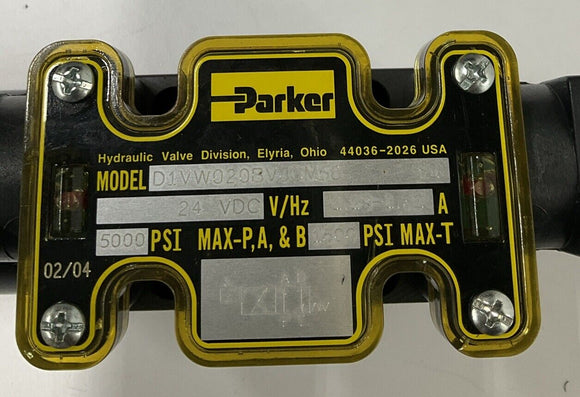 Parker
Hydraulic Valve Division, Elyria, Ohio 44036-2026 USA
MODEL
24 VDC V/Hz A
5000 PSI MAX-P,A, & B PSI MAX-T
02/04